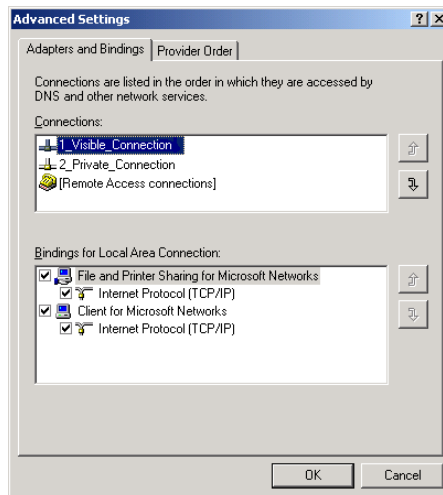 Advanced Settings
Adapters and Bindings
Provider Order
Connections are listed in the order in which they are accessed by
DNS and other network services.
Connections:
1_Visible_Connection
2_Private_Connection
[Remote Access connections]
Bindings for Local Area Connection:
File and Printer Sharing for Microsoft Networks
Internet Protocol (TCP/IP)
Client for Microsoft Networks
Internet Protocol (TCP/IP)
OK
Cancel